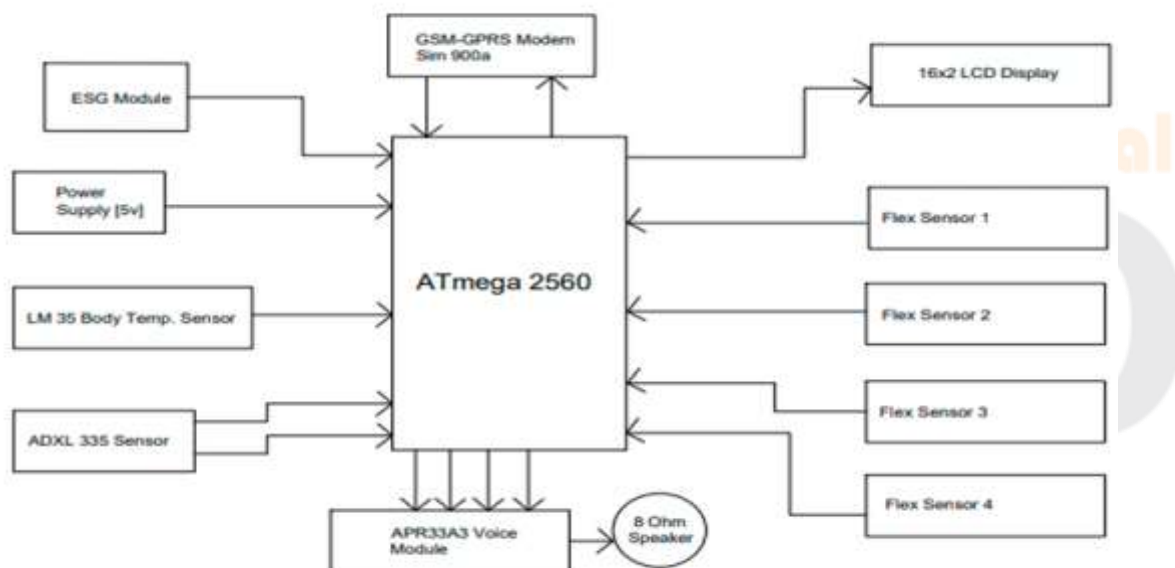 GSM-GPRS Modem
Sim 900a
ESG Module
16x2 LCD Display
Power
Supply [5v]
Flex Sensor 1
ATmega 2560
LM 35 Body Temp. Sensor
Flex Sensor 2
ADXL 335 Sensor
Flex Sensor 3
Flex Sensor 4
APR33A3 Voice
Module
8 Ohm
Speaker
al